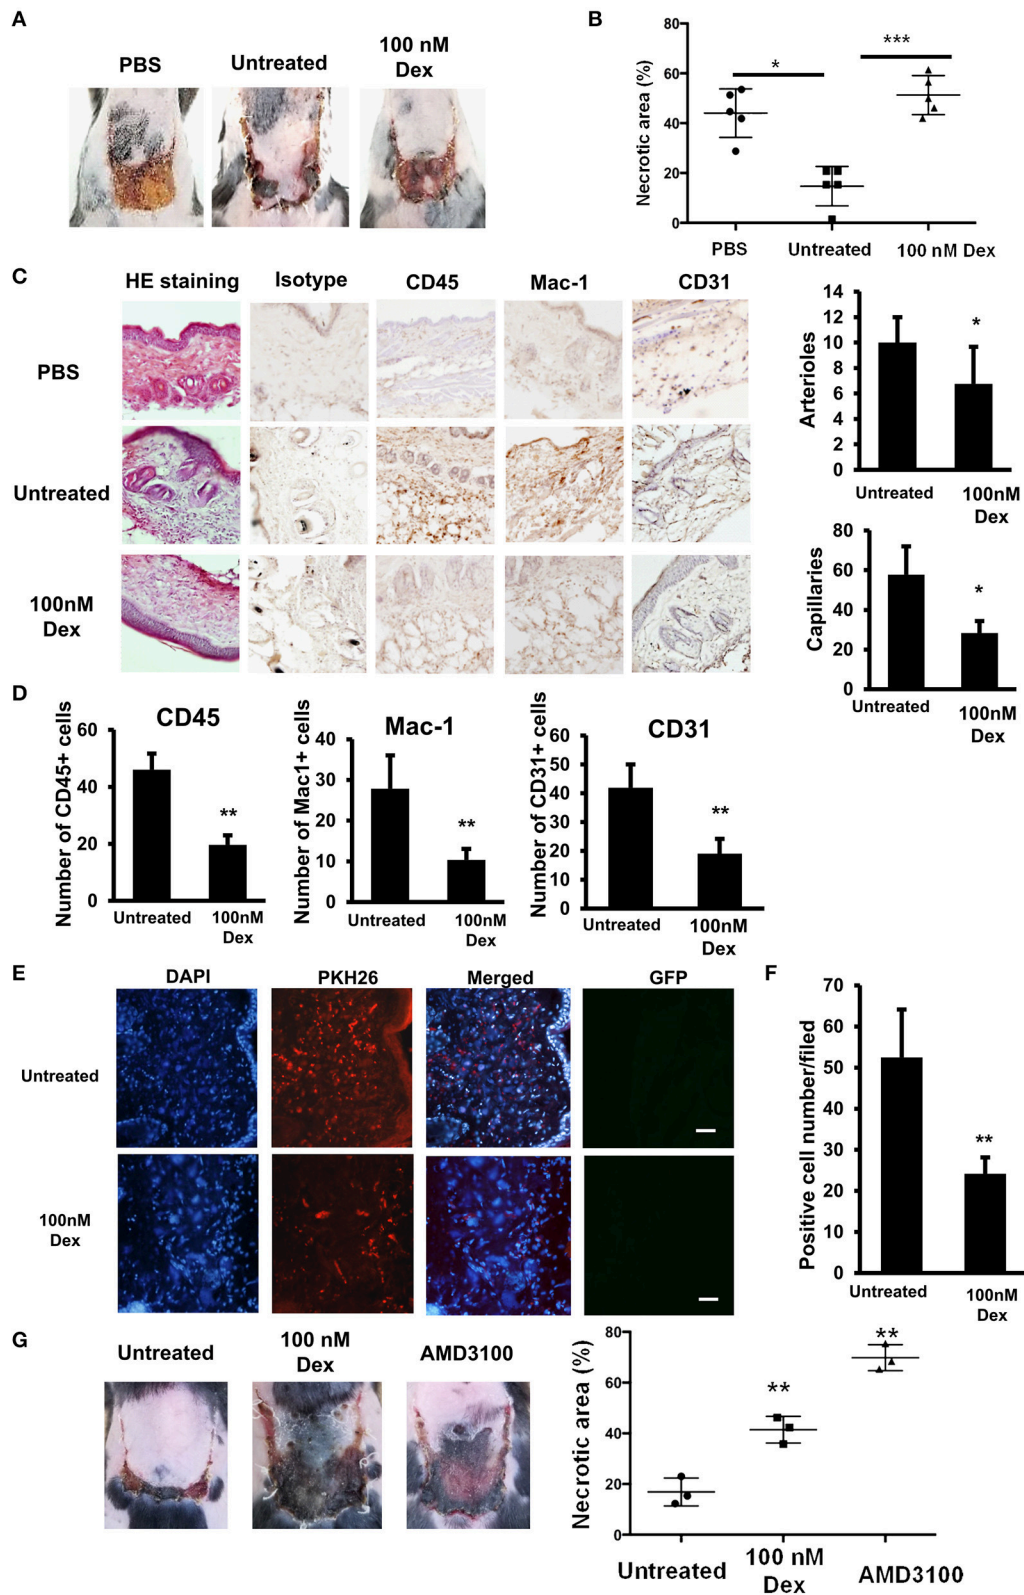 A
PBS
Untreated
100 nM
Dex
B
Necrotic area (%)
80
60
40
20
0
*
***
PBS
Untreated
100 nM Dex
C
HE staining
Isotype
CD45
Mac-1
CD31
PBS
Untreated
100nM
Dex
Arterioles
14
12
10
8
6
4
2
0
*
Untreated
100nM
Dex
Capillaries
80
60
40
20
0
*
Untreated
100nM
Dex
D
CD45
Number of CD45+ cells
60
40
20
0
**
Untreated
100nM
Dex
Mac-1
Number of Mac1+ cells
40
30
20
10
0
**
Untreated
100nM
Dex
CD31
Number of CD31+ cells
60
50
40
30
20
10
0
**
Untreated
100nM
Dex
E
DAPI
PKH26
Merged
GFP
Untreated
100nM
Dex
F
Positive cell number/filed
70
60
50
40
30
20
10
0
**
Untreated
100nM
Dex
G
Untreated
100 nM
Dex
AMD3100
Necrotic area (%)
80
60
40
20
0
**
**
Untreated
100 nM
Dex
AMD3100